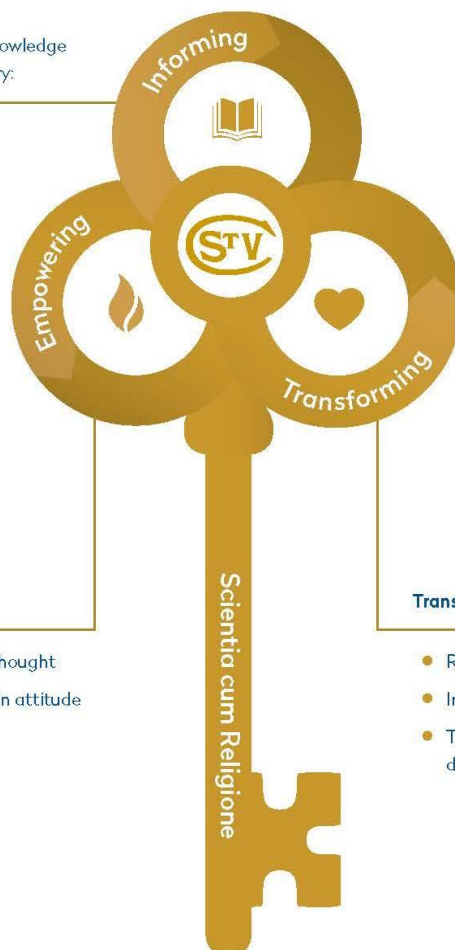 owledge
y:
Informing
STV
Empowering
Transforming
Scientia cum Religione
hought
n attitude
Trans
R
In
T
d